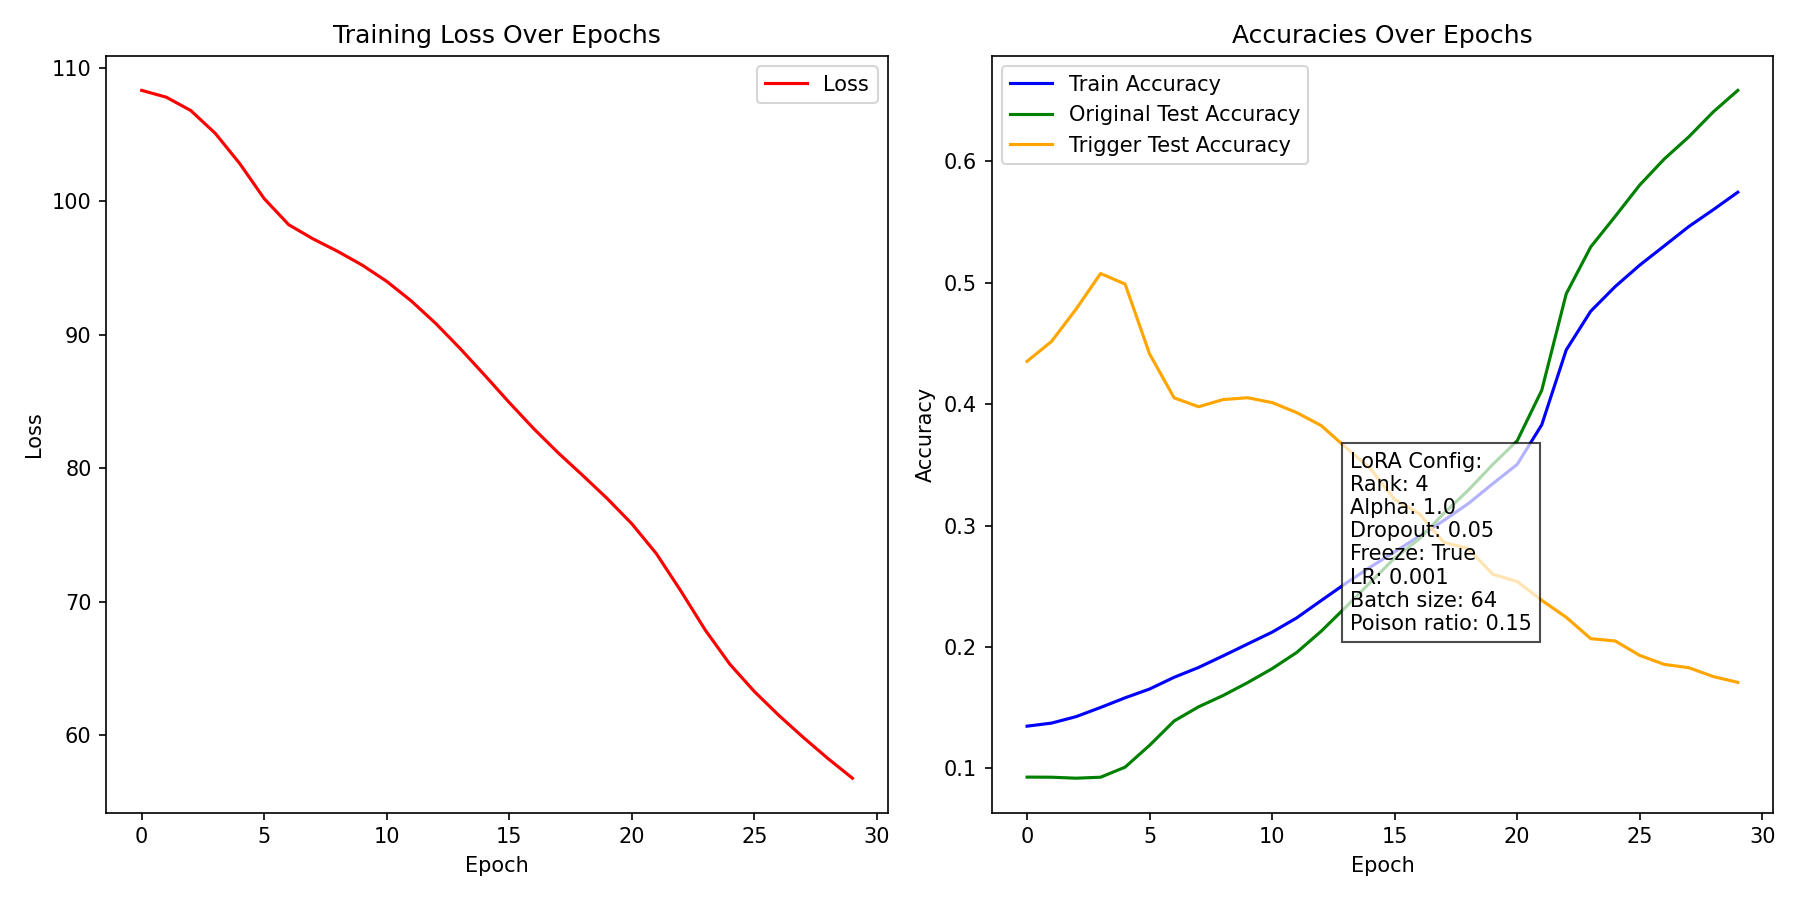 Training Loss Over Epochs
Loss
110
100
90
80
70
60
Loss
0 5 10 15 20 25 30
Epoch
Accuracies Over Epochs
Train Accuracy
Original Test Accuracy
Trigger Test Accuracy
0.6
0.5
0.4
0.3
0.2
0.1
Accuracy
LoRA Config:
Rank: 4
Alpha: 1.0
Dropout: 0.05
Freeze: True
LR: 0.001
Batch size: 64
Poison ratio: 0.15
0 5 10 15 20 25 30
Epoch